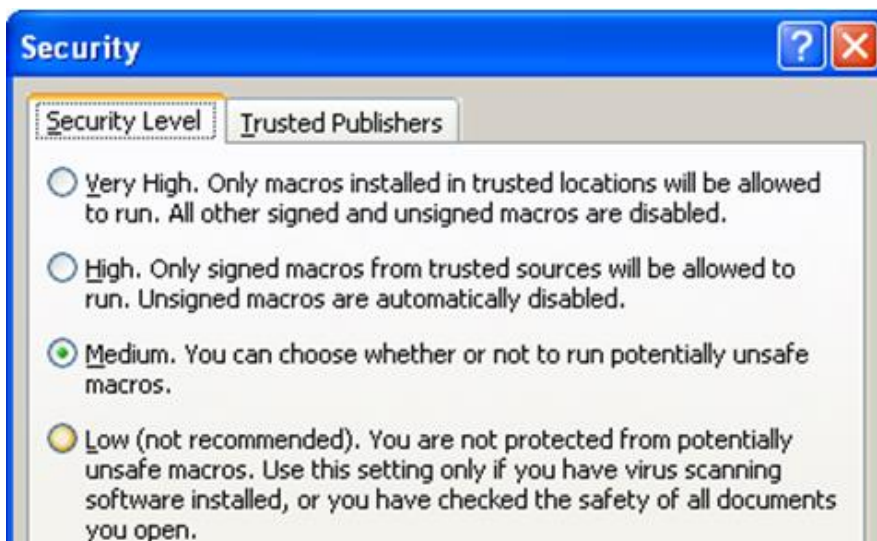 Security
Security Level
Trusted Publishers
Very High. Only macros installed in trusted locations will be allowed
to run. All other signed and unsigned macros are disabled.
High. Only signed macros from trusted sources will be allowed to
run. Unsigned macros are automatically disabled.
Medium. You can choose whether or not to run potentially unsafe
macros.
Low (not recommended). You are not protected from potentially
unsafe macros. Use this setting only if you have virus scanning
software installed, or you have checked the safety of all documents
you open.